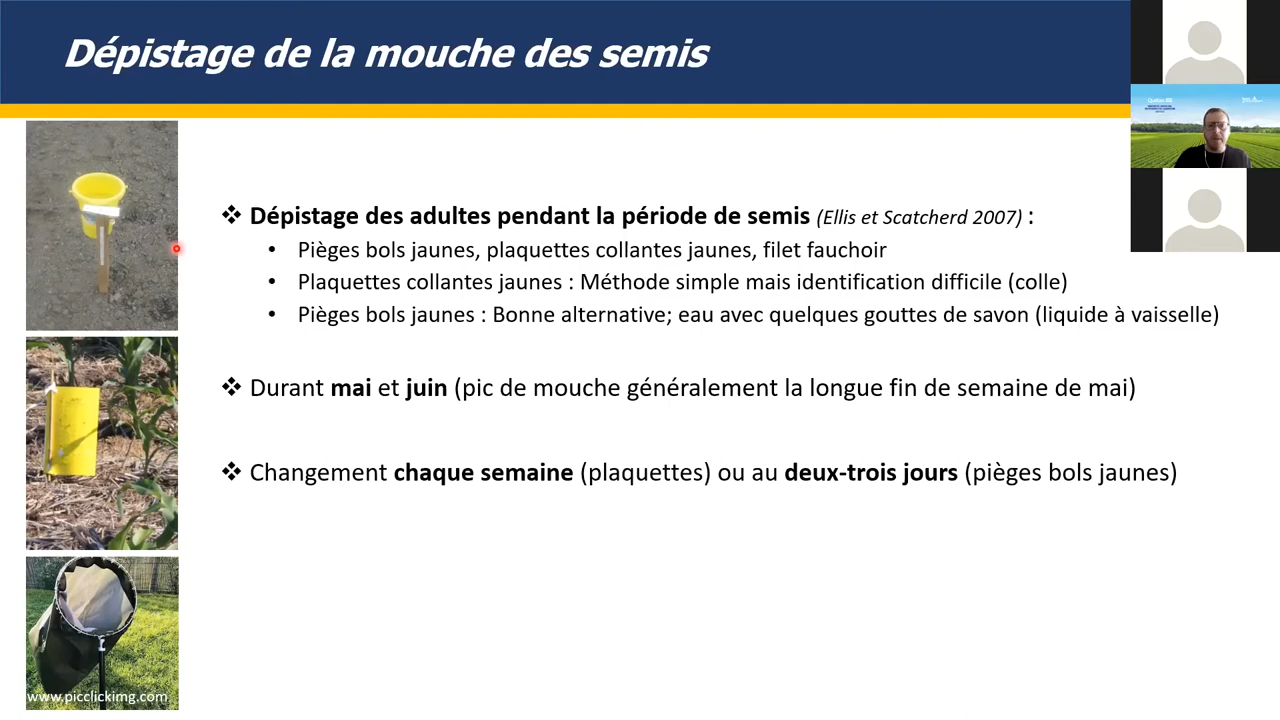 Dépistage de la mouche des semis
❖ Dépistage des adultes pendant la période de semis (Ellis et Scatcherd 2007) :
• Pièges bols jaunes, plaquettes collantes jaunes, filet fauchoir
• Plaquettes collantes jaunes : Méthode simple mais identification difficile (colle)
• Pièges bols jaunes : Bonne alternative; eau avec quelques gouttes de savon (liquide à vaisselle)
❖ Durant mai et juin (pic de mouche généralement la longue fin de semaine de mai)
❖ Changement chaque semaine (plaquettes) ou au deux-trois jours (pièges bols jaunes)
www.picclickimg.com
Québec